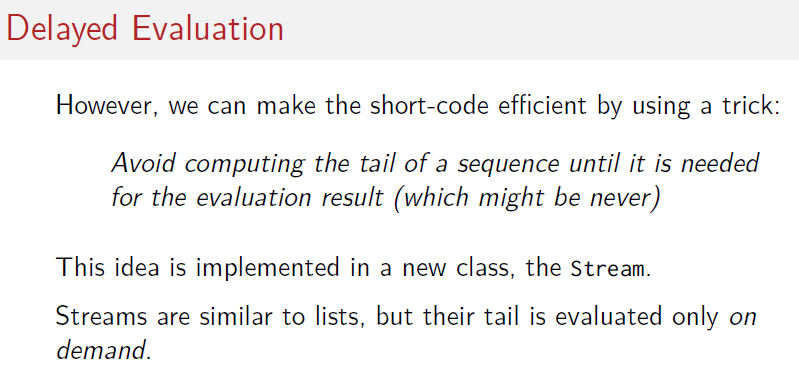 Delayed Evaluation
However, we can make the short-code efficient by using a trick:
Avoid computing the tail of a sequence until it is needed
for the evaluation result (which might be never)
This idea is implemented in a new class, the Stream.
Streams are similar to lists, but their tail is evaluated only on
demand.